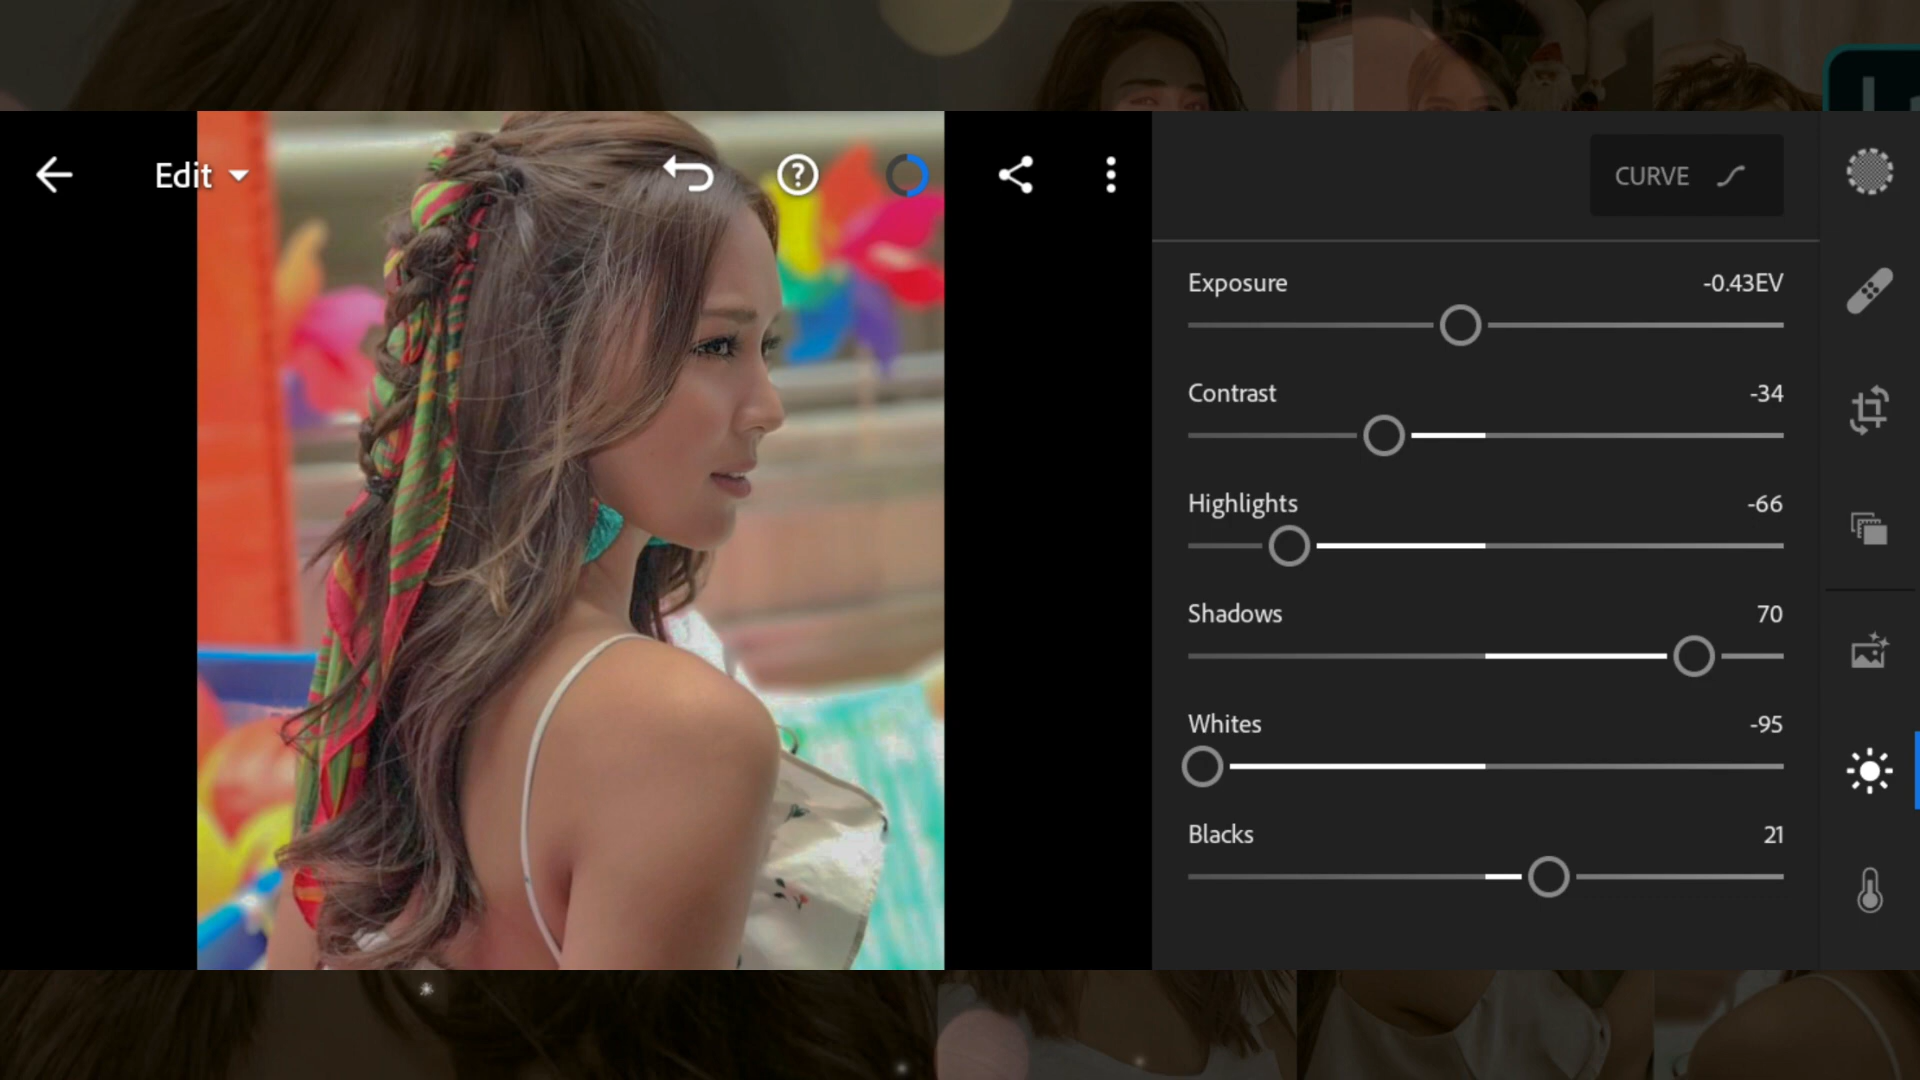 Edit
CURVE
Exposure -0.43EV
Contrast -34
Highlights -66
Shadows 70
Whites -95
Blacks 21